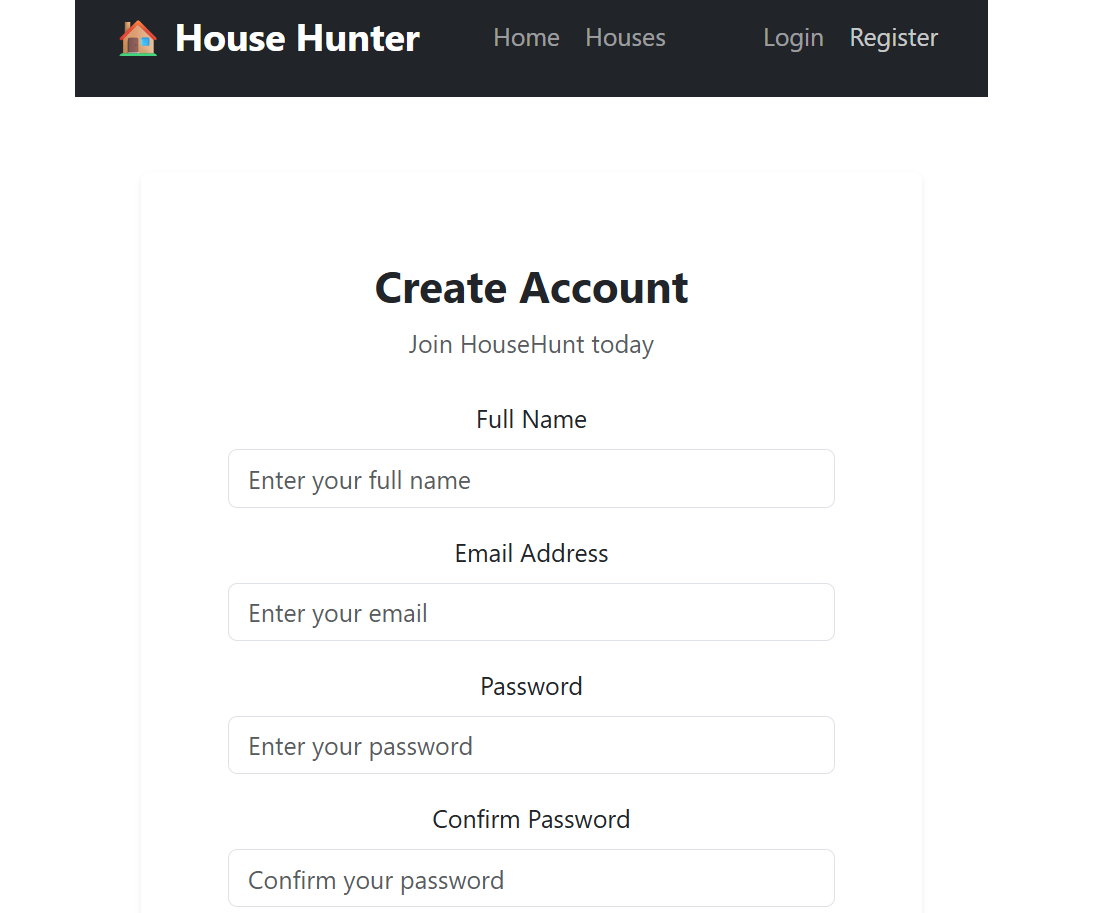 House Hunter Home Houses Login Register
Create Account
Join HouseHunt today
Full Name
Enter your full name
Email Address
Enter your email
Password
Enter your password
Confirm Password
Confirm your password